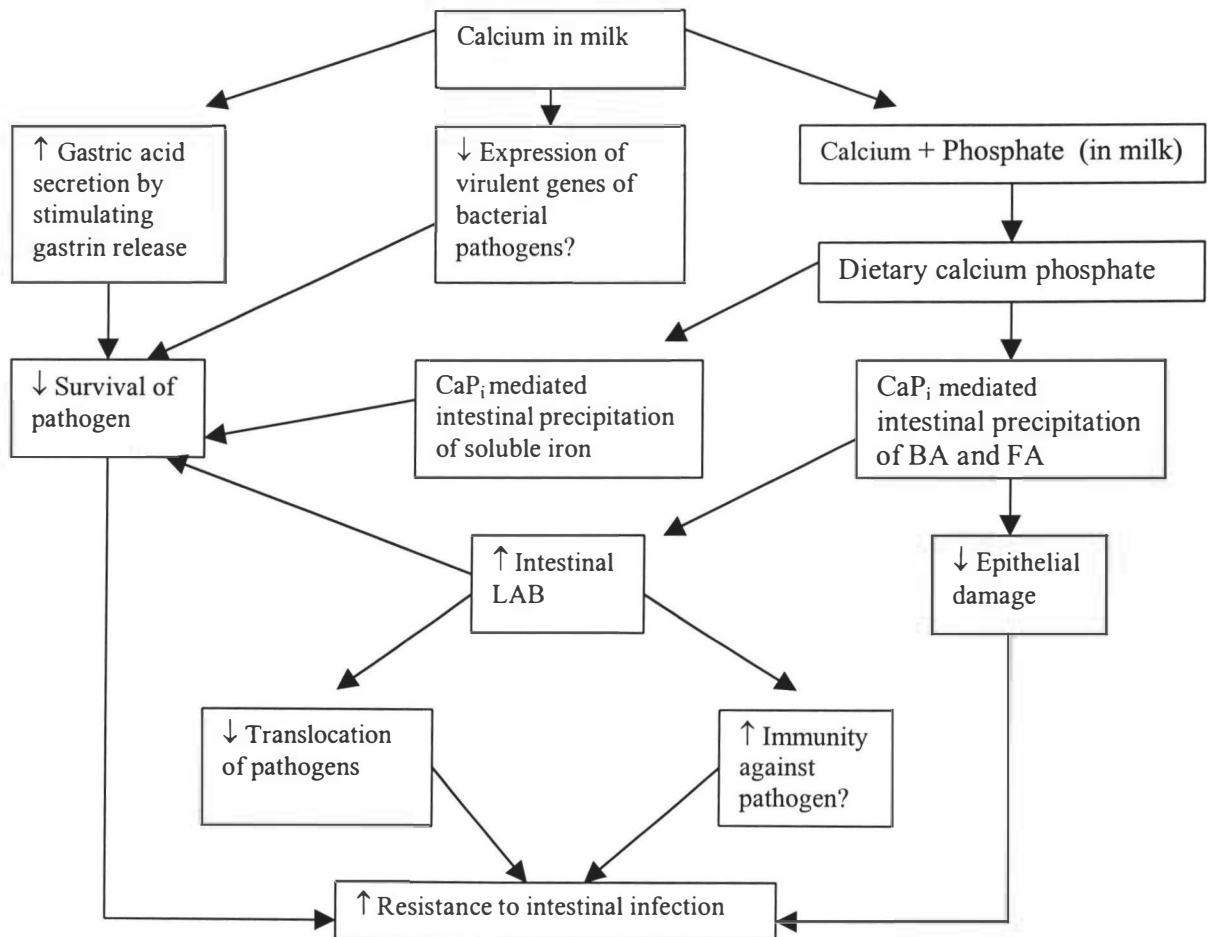 Calcium in milk
↑ Gastric acid
secretion by
stimulating
gastrin release
↓ Expression of
virulent genes of
bacterial
pathogens?
Calcium + Phosphate (in milk)
Dietary calcium phosphate
↓ Survival of
pathogen
CaPᵢ mediated
intestinal precipitation
of soluble iron
CaPᵢ mediated
intestinal precipitation
of BA and FA
↑ Intestinal
LAB
↓ Epithelial
damage
↓ Translocation
of pathogens
↑ Immunity
against
pathogen?
↑ Resistance to intestinal infection